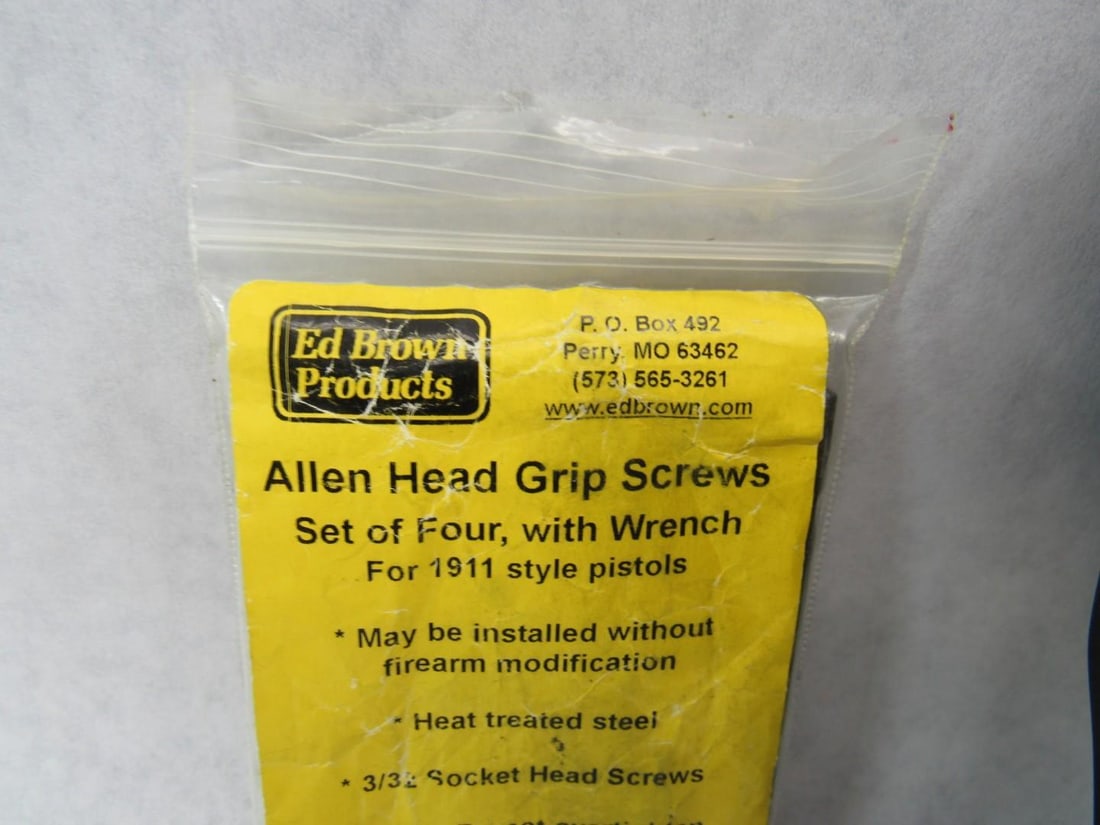 Ed Brown
Products
P. O. Box 492
Perry, MO 63462
(573) 565-3261
www.edbrown.com
Allen Head Grip Screws
Set of Four, with Wrench
For 1911 style pistols
* May be installed without
firearm modification
* Heat treated steel
* 3/32 Socket Head Screws